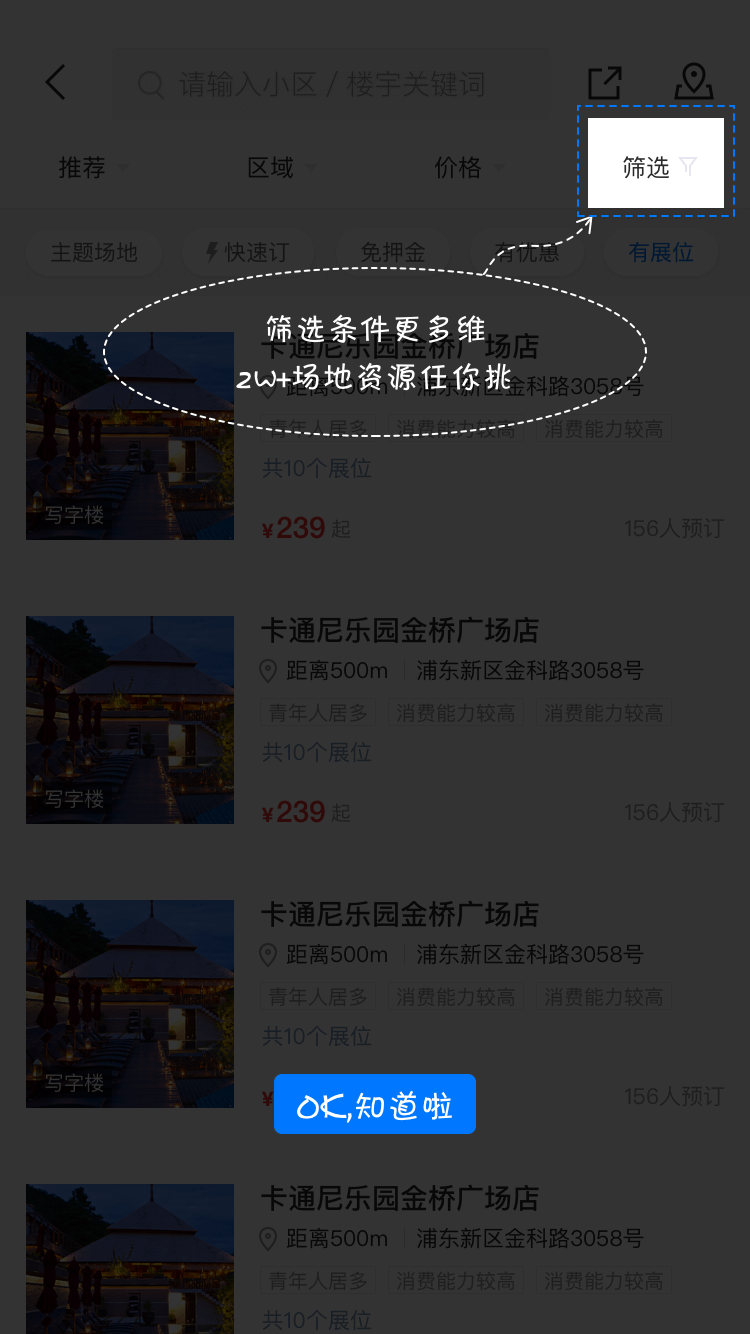 请输入小区 / 楼宇关键词
推荐
区域
价格
筛选
主题场地
快速订
免押金
有优惠
有展位
筛选条件更多维
2W+场地资源任你挑
卡通尼乐园金桥广场店
距离500m
浦东新区金科路3058号
青年人居多
消费能力较高
消费能力较高
共10个展位
写字楼
¥239 起
156人预订
卡通尼乐园金桥广场店
距离500m
浦东新区金科路3058号
青年人居多
消费能力较高
消费能力较高
共10个展位
写字楼
¥239 起
156人预订
卡通尼乐园金桥广场店
距离500m
浦东新区金科路3058号
青年人居多
消费能力较高
消费能力较高
共10个展位
写字楼
¥
OK,知道啦
156人预订
卡通尼乐园金桥广场店
距离500m
浦东新区金科路3058号
青年人居多
消费能力较高
消费能力较高
共10个展位